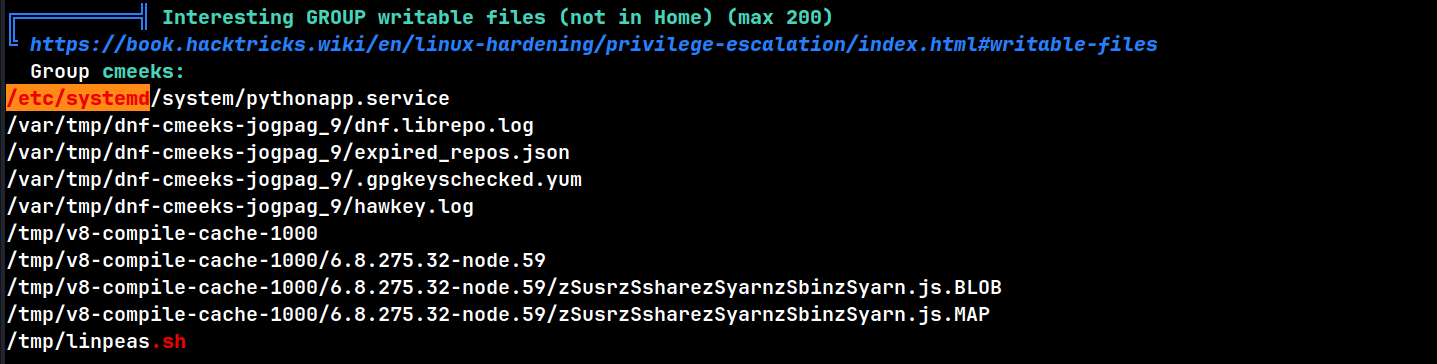 Interesting GROUP writable files (not in Home) (max 200)
https://book.hacktricks.wiki/en/linux-hardening/privilege-escalation/index.html#writable-files
Group cmeeks:
/etc/systemd/system/pythonapp.service
/var/tmp/dnf-cmeeks-jogpag_9/dnf.librepo.log
/var/tmp/dnf-cmeeks-jogpag_9/expired_repos.json
/var/tmp/dnf-cmeeks-jogpag_9/.gpgkeyschecked.yum
/var/tmp/dnf-cmeeks-jogpag_9/hawkey.log
/tmp/v8-compile-cache-1000
/tmp/v8-compile-cache-1000/6.8.275.32-node.59
/tmp/v8-compile-cache-1000/6.8.275.32-node.59/zSusrzSsharezSyarnzSbinzSyarn.js.BLOB
/tmp/v8-compile-cache-1000/6.8.275.32-node.59/zSusrzSsharezSyarnzSbinzSyarn.js.MAP
/tmp/linpeas.sh